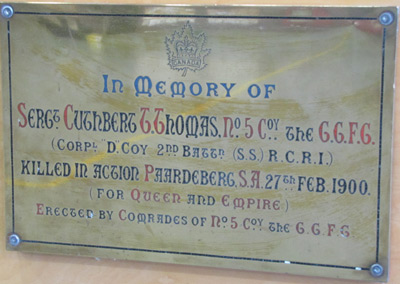 CANADA
IN MEMORY OF
SERGT. CUTHBERT T. THOMAS. NO. 5 COY. THE G.G.F.G.
(CORPL. D. COY 2ND BATTN (S.S.) R.C.R.I.)
KILLED IN ACTION PAARDEBERG, S.A. 27TH FEB. 1900.
(FOR QUEEN AND EMPIRE)
ERECTED BY COMRADES OF NO. 5 COY. THE G.G.F.G.